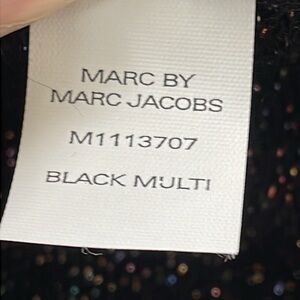 MARC BY
MARC JACOBS
M1113707
BLACK MULTI